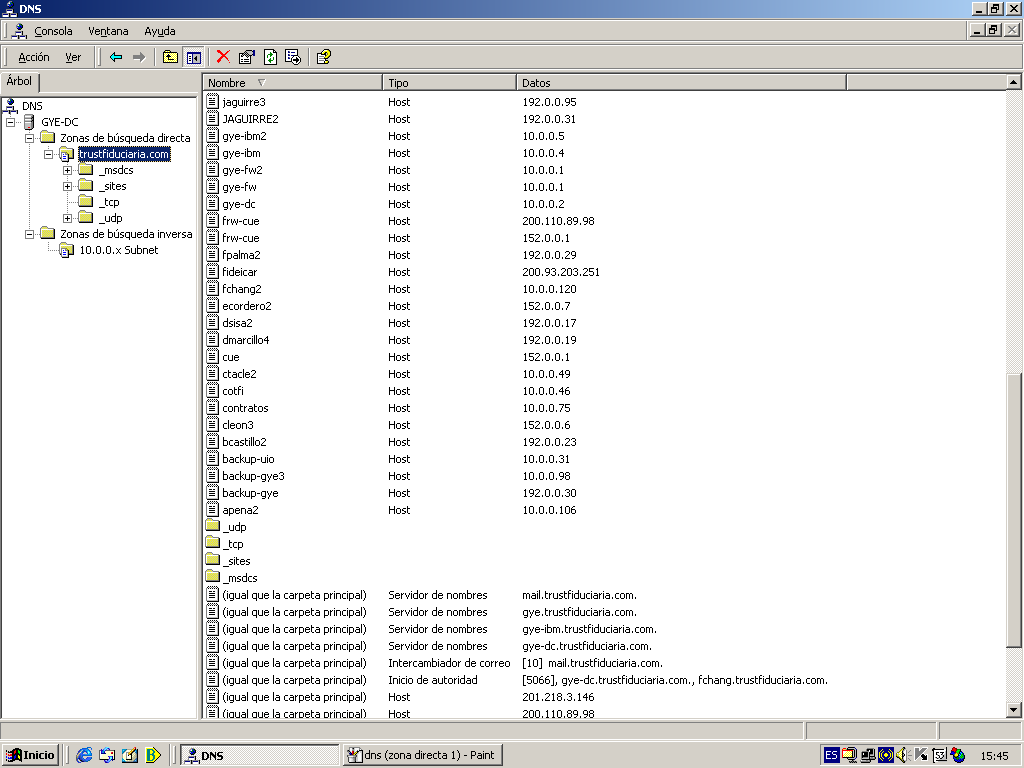 DNS
Consola Ventana Ayuda
Acción Ver
Árbol
DNS
GYE-DC
Zonas de búsqueda directa
trustfiduciaria.com
_msdcs
_sites
_tcp
_udp
Zonas de búsqueda inversa
10.0.0.x Subnet
Nombre Tipo Datos
jaguirre3 Host 192.0.0.95
JAGUIRRE2 Host 192.0.0.31
gye-ibm2 Host 10.0.0.5
gye-ibm Host 10.0.0.4
gye-fw2 Host 10.0.0.1
gye-fw Host 10.0.0.1
gye-dc Host 10.0.0.2
frw-cue Host 200.110.89.98
frw-cue Host 152.0.0.1
fpalma2 Host 192.0.0.29
fideicar Host 200.93.203.251
fchang2 Host 10.0.0.120
ecordero2 Host 152.0.0.7
dsisa2 Host 192.0.0.17
dmarcillo4 Host 192.0.0.19
cue Host 152.0.0.1
ctacle2 Host 10.0.0.49
cotfi Host 10.0.0.46
contratos Host 10.0.0.75
cleon3 Host 152.0.0.6
bcastillo2 Host 192.0.0.23
backup-uio Host 10.0.0.31
backup-gye3 Host 10.0.0.98
backup-gye Host 192.0.0.30
apena2 Host 10.0.0.106
_udp
_tcp
_sites
_msdcs
(igual que la carpeta principal) Servidor de nombres mail.trustfiduciaria.com.
(igual que la carpeta principal) Servidor de nombres gye.trustfiduciaria.com.
(igual que la carpeta principal) Servidor de nombres gye-ibm.trustfiduciaria.com.
(igual que la carpeta principal) Servidor de nombres gye-dc.trustfiduciaria.com.
(igual que la carpeta principal) Intercambiador de correo [10] mail.trustfiduciaria.com.
(igual que la carpeta principal) Inicio de autoridad [5066], gye-dc.trustfiduciaria.com., fchang.trustfiduciaria.com.
(igual que la carpeta principal) Host 201.218.3.146
(igual que la carpeta principal) Host 200.110.89.98
Inicio DNS dns (zona directa 1) - Paint ES 53 15:45